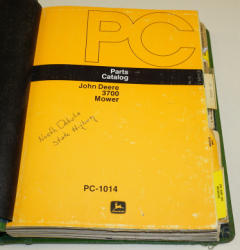 PC
Parts
Catalog
John Deere
3700
Mower
North Dakota
State Highway
PC-1014